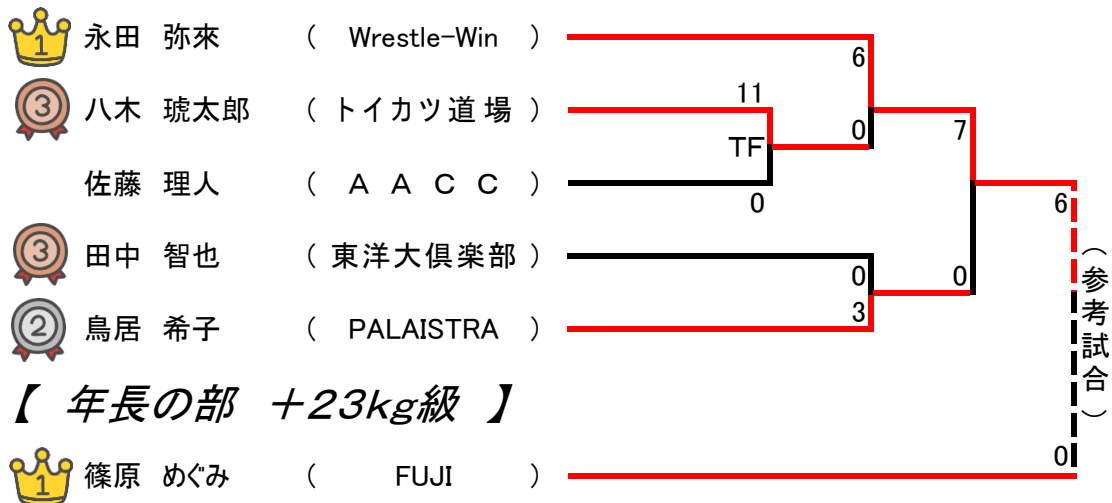 1 永田 弥來 ( Wrestle-Win )
6
3 八木 琥太郎 ( トイカツ道場 ) 11
0 7
TF
佐藤 理人 ( A A C C )
0 6
3 田中 智也 ( 東洋大倶楽部 )
0 0
3
2 鳥居 希子 ( PALAISTRA )
(参考試合)
【 年長の部 +23kg級 】
0
1 篠原 めぐみ ( FUJI )